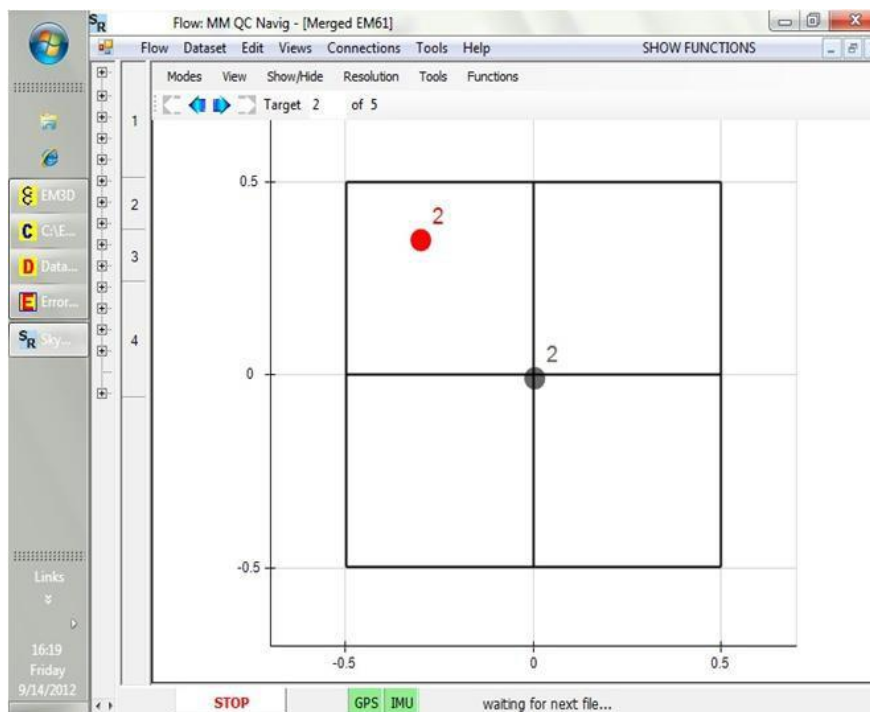 SR Flow: MM QC Navig - [Merged EM61]
Flow Dataset Edit Views Connections Tools Help SHOW FUNCTIONS
Modes View Show/Hide Resolution Tools Functions
Target 2 of 5
1
2
3
4
EM3D
C C:\E...
D Data...
E Error...
SR Sky...
Links
16:19
Friday
9/14/2012
0.5
0
-0.5
2
2
-0.5 0 0.5
STOP GPS IMU waiting for next file...